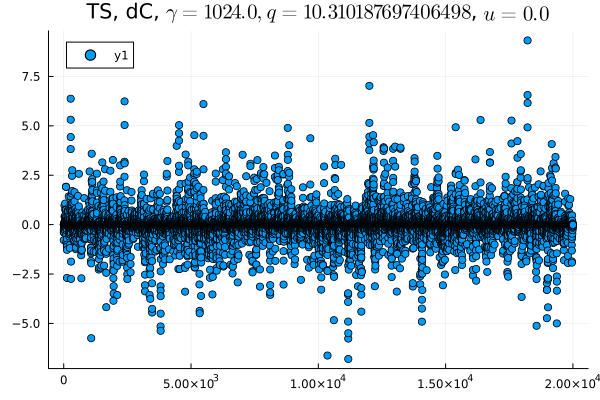 TS, dC, γ = 1024.0, q = 10.310187697406498, u = 0.0
y1
7.5
5.0
2.5
0.0
−2.5
−5.0
0 5.00×10³ 1.00×10⁴ 1.50×10⁴ 2.00×10⁴